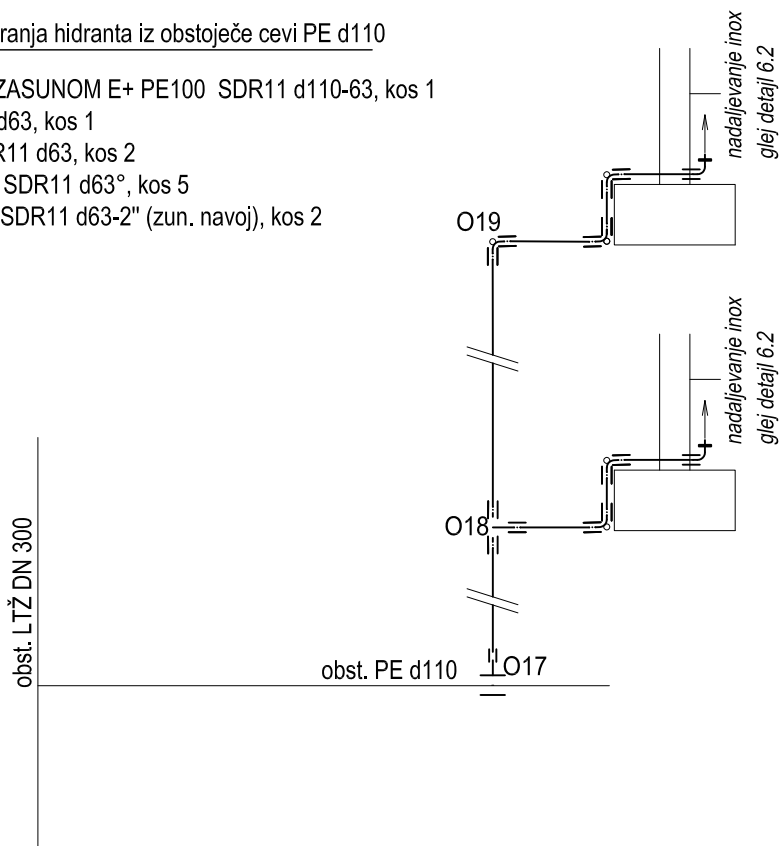 ranja hidranta iz obstoječe cevi PE d110
ZASUNOM E+ PE100 SDR11 d110-63, kos 1
d63, kos 1
R11 d63, kos 2
SDR11 d63°, kos 5
SDR11 d63-2" (zun. navoj), kos 2
nadaljevanje inox
glej detajl 6.2
O19
nadaljevanje inox
glej detajl 6.2
O18
obst. LTŽ DN 300
obst. PE d110
O17